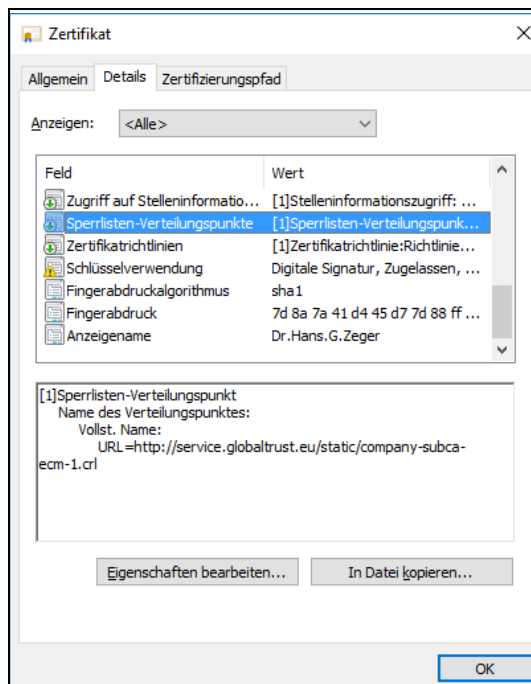 Zertifikat
Allgemein Details Zertifizierungspfad
Anzeigen: <Alle>
Feld Wert
Zugriff auf Stelleninformatio... [1]Stelleninformationszugriff: ...
Sperrlisten-Verteilungspunkte [1]Sperrlisten-Verteilungspunk...
Zertifikatrichtlinien [1]Zertifikatrichtlinie:Richtlinie...
Schlüsselverwendung Digitale Signatur, Zugelassen, ...
Fingerabdruckalgorithmus sha1
Fingerabdruck 7d 8a 7a 41 d4 45 d7 7d 88 ff ...
Anzeigename Dr.Hans.G.Zeger
[1]Sperrlisten-Verteilungspunkt
Name des Verteilungspunktes:
Vollst. Name:
URL=http://service.globaltrust.eu/static/company-subca-
ecm-1.crl
Eigenschaften bearbeiten... In Datei kopieren...
OK